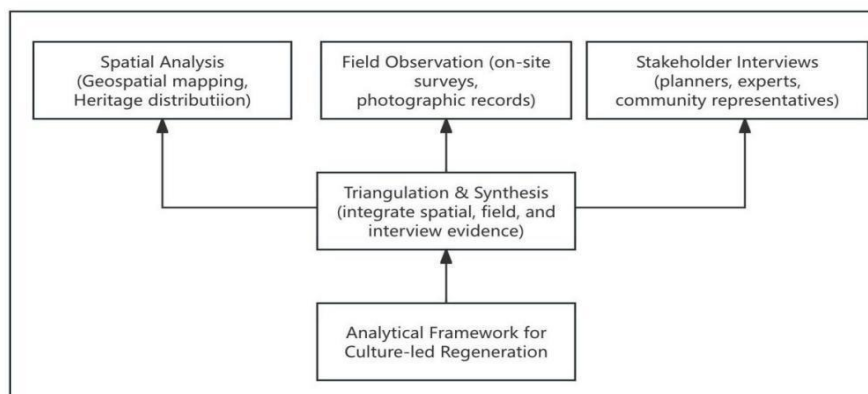 Spatial Analysis
(Geospatial mapping,
Heritage distributiion)
Field Observation (on-site
surveys,
photographic records)
Stakeholder Interviews
(planners, experts,
community representatives)
Triangulation & Synthesis
(integrate spatial, field, and
interview evidence)
Analytical Framework for
Culture-led Regeneration